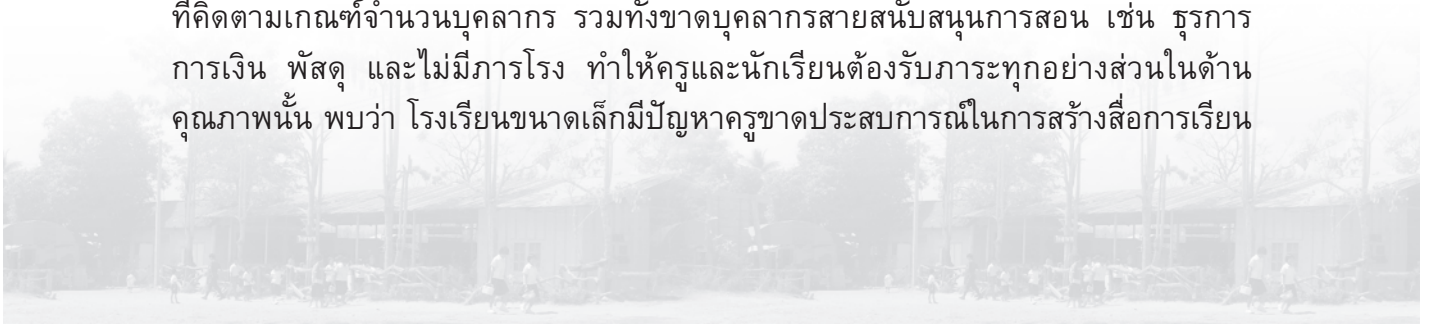 ที่คิดตามเกณฑ์จำนวนบุคลากร รวมทั้งขาดบุคลากรสายสนับสนุนการสอน เช่น ธุรการ
การเงิน พัสดุ และไม่มีภารโรง ทำให้ครูและนักเรียนต้องรับภาระทุกอย่างส่วนในด้าน
คุณภาพนั้น พบว่า โรงเรียนขนาดเล็กมีปัญหาครูขาดประสบการณ์ในการสร้างสื่อการเรียน